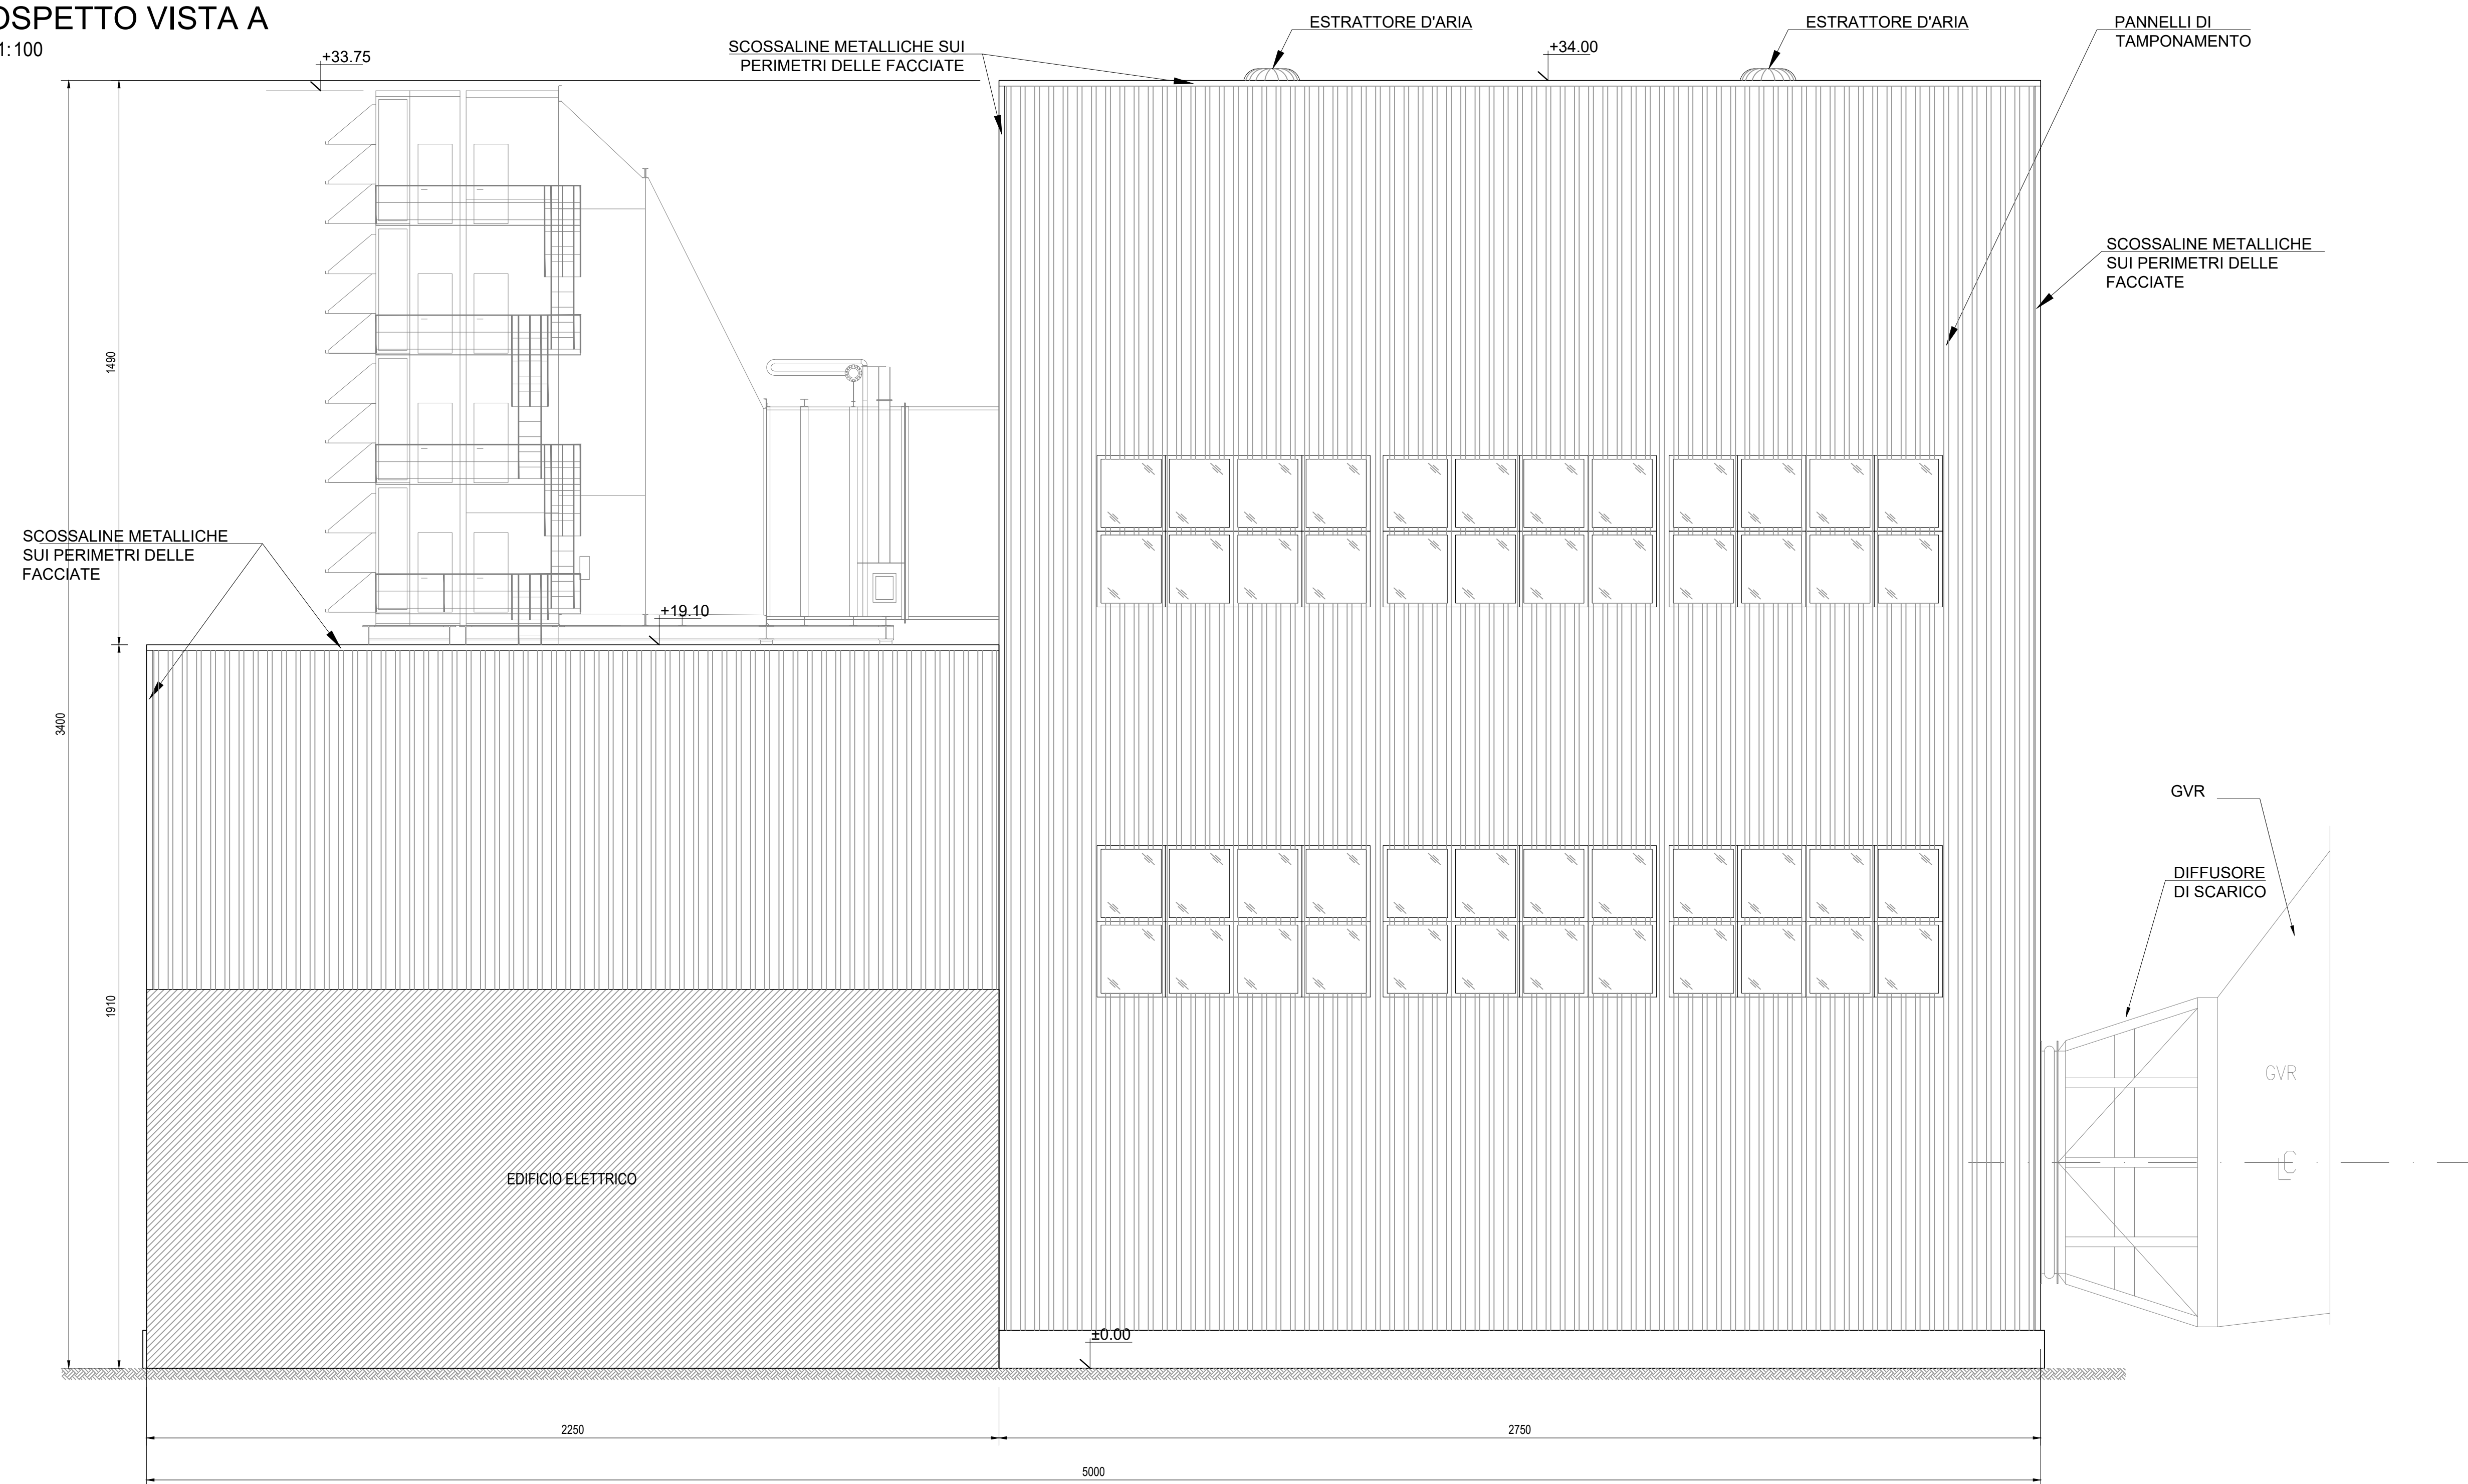 OSPETTO VISTA A
1:100
+33.75
SCOSSALINE METALLICHE SUI
PERIMETRI DELLE FACCIATE
ESTRATTORE D'ARIA
+34.00
ESTRATTORE D'ARIA
PANNELLI DI
TAMPONAMENTO
SCOSSALINE METALLICHE
SUI PERIMETRI DELLE
FACCIATE
1490
SCOSSALINE METALLICHE
SUI PERIMETRI DELLE
FACCIATE
+19.10
3400
GVR
DIFFUSORE
DI SCARICO
1910
GVR
EDIFICIO ELETTRICO
±0.00
2250
2750
5000